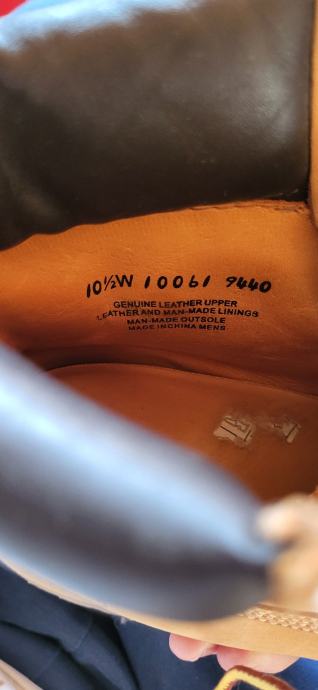 10½W 10061 9440
GENUINE LEATHER UPPER
LEATHER AND MAN-MADE LININGS
MAN-MADE OUTSOLE
MADE IN CHINA MENS